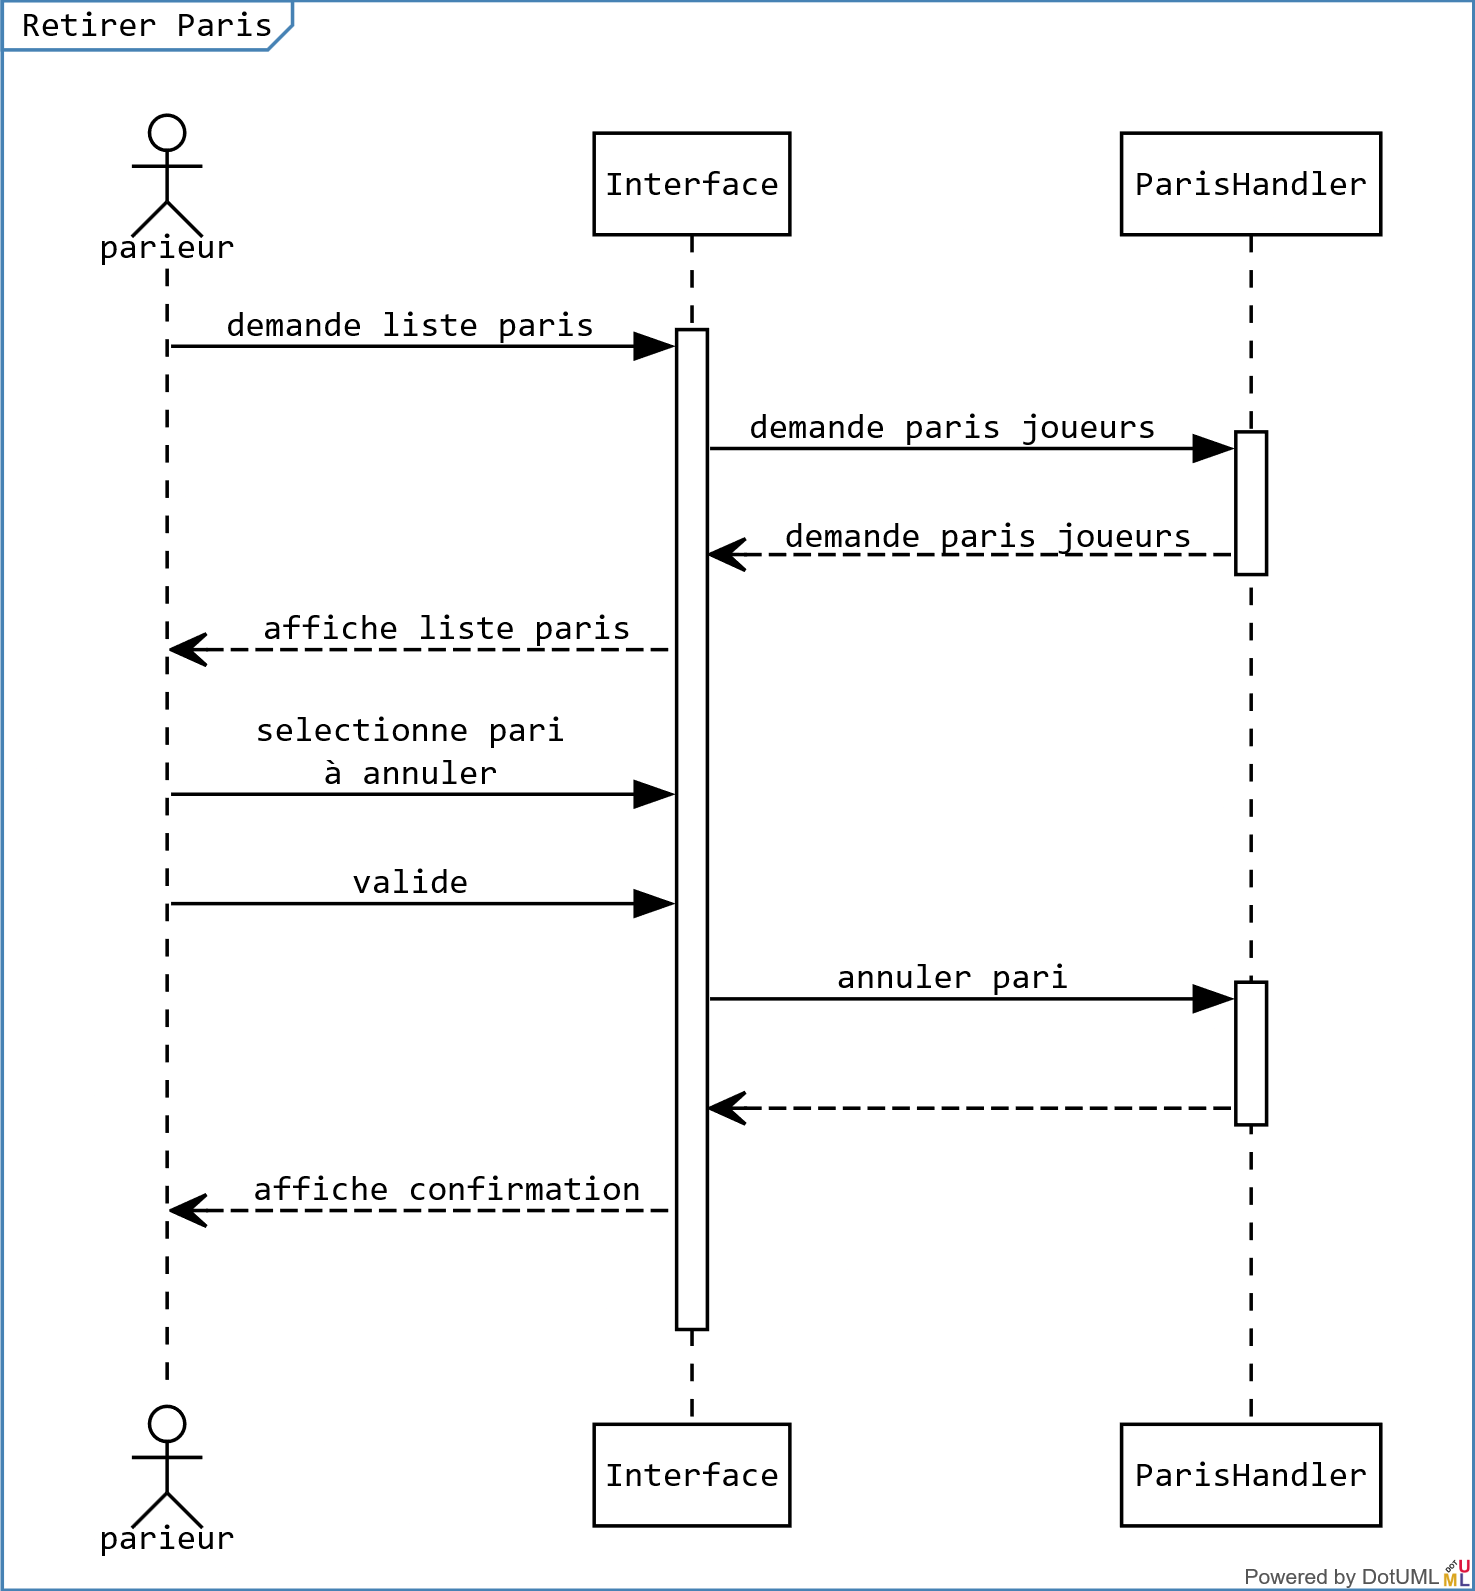 Retirer Paris
parieur
Interface
ParisHandler
demande liste paris
demande paris joueurs
demande paris joueurs
affiche liste paris
selectionne pari
à annuler
valide
annuler pari
affiche confirmation
parieur
Interface
ParisHandler
Powered by DotUML
DOT
U
M
L